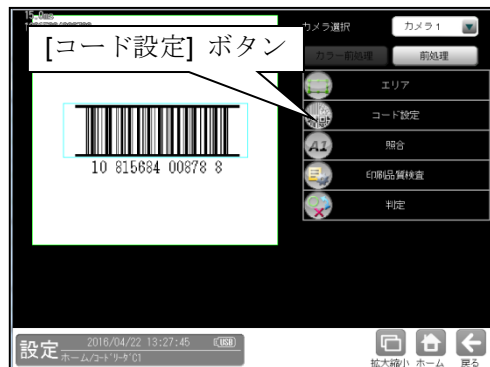 15.0ms
カメラ選択
カメラ1
[コード設定] ボタン
カラー前処理
前処理
エリア
コード設定
照合
印刷品質検査
判定
10 815684 00878 8
設定
2016/04/22 13:27:45
USB
ホーム/コードリーダC1
拡大縮小
ホーム
戻る